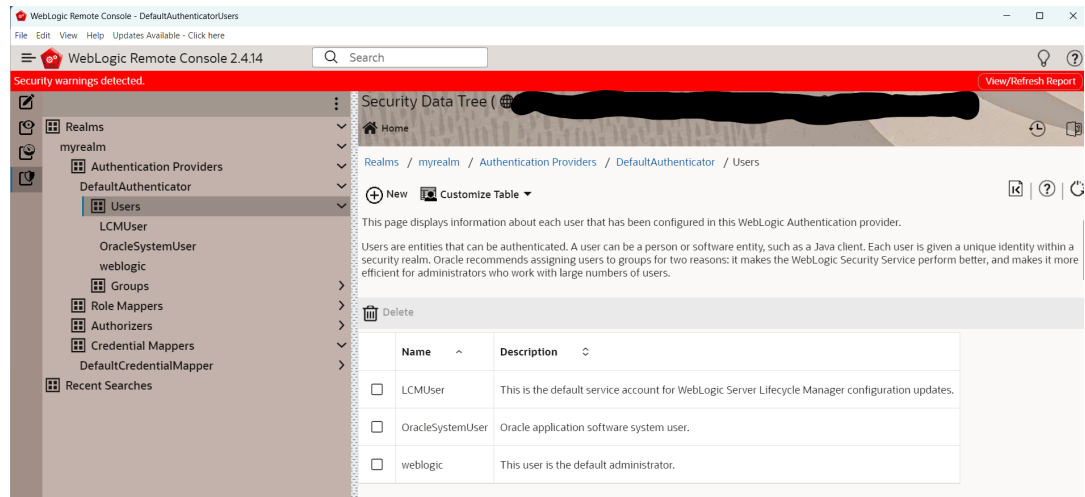 WebLogic Remote Console - DefaultAuthenticatorUsers
File Edit View Help Updates Available - Click here
WebLogic Remote Console 2.4.14
Search
Security warnings detected.
View/Refresh Report
Realms
myrealm
Authentication Providers
DefaultAuthenticator
Users
LCMUser
OracleSystemUser
weblogic
Groups
Role Mappers
Authorizers
Credential Mappers
DefaultCredentialMapper
Recent Searches
Security Data Tree (
Home
Realms / myrealm / Authentication Providers / DefaultAuthenticator / Users
New Customize Table
This page displays information about each user that has been configured in this WebLogic Authentication provider.
Users are entities that can be authenticated. A user can be a person or software entity, such as a Java client. Each user is given a unique identity within a
security realm. Oracle recommends assigning users to groups for two reasons: it makes the WebLogic Security Service perform better, and makes it more
efficient for administrators who work with large numbers of users.
Delete
Name Description
LCMUser This is the default service account for WebLogic Server Lifecycle Manager configuration updates.
OracleSystemUser Oracle application software system user.
weblogic This user is the default administrator.